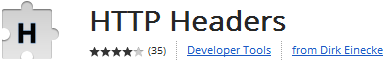 H HTTP Headers
(35) Developer Tools from Dirk Einecke